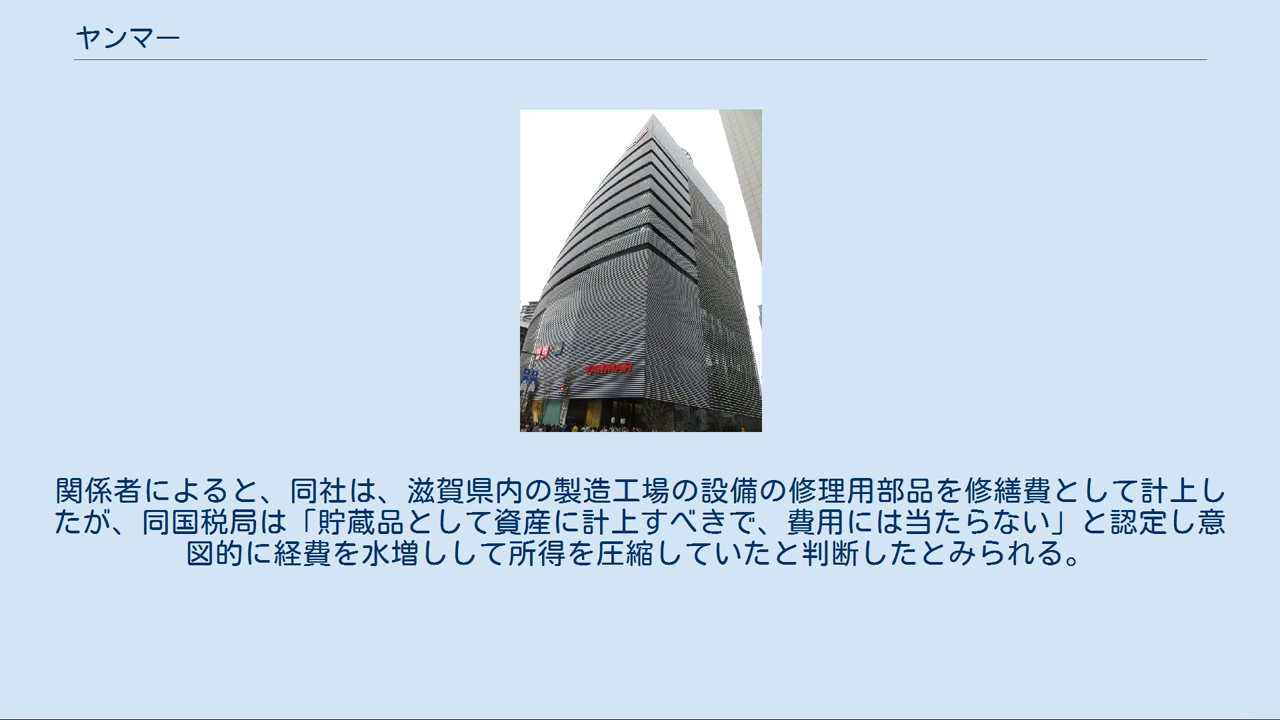 ヤンマー
YANMAR
関係者によると、同社は、滋賀県内の製造工場の設備の修理用部品を修繕費として計上し
たが、同国税局は「貯蔵品として資産に計上すべきで、費用には当たらない」と認定し意
図的に経費を水増しして所得を圧縮していたと判断したとみられる。